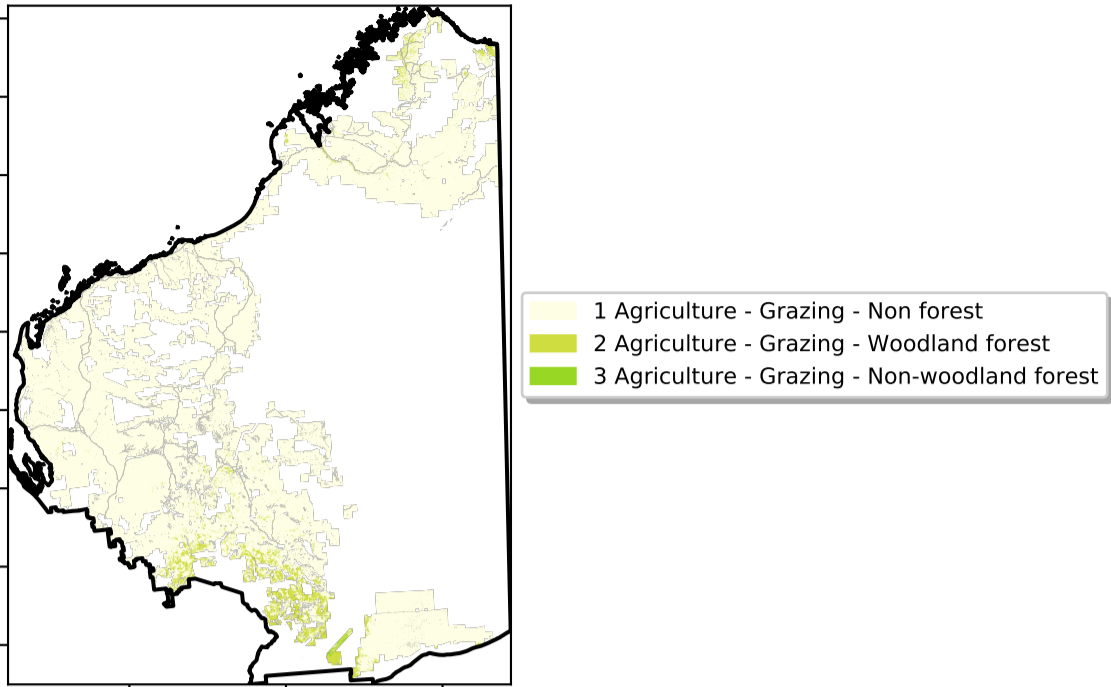 1 Agriculture - Grazing - Non forest
2 Agriculture - Grazing - Woodland forest
3 Agriculture - Grazing - Non-woodland forest